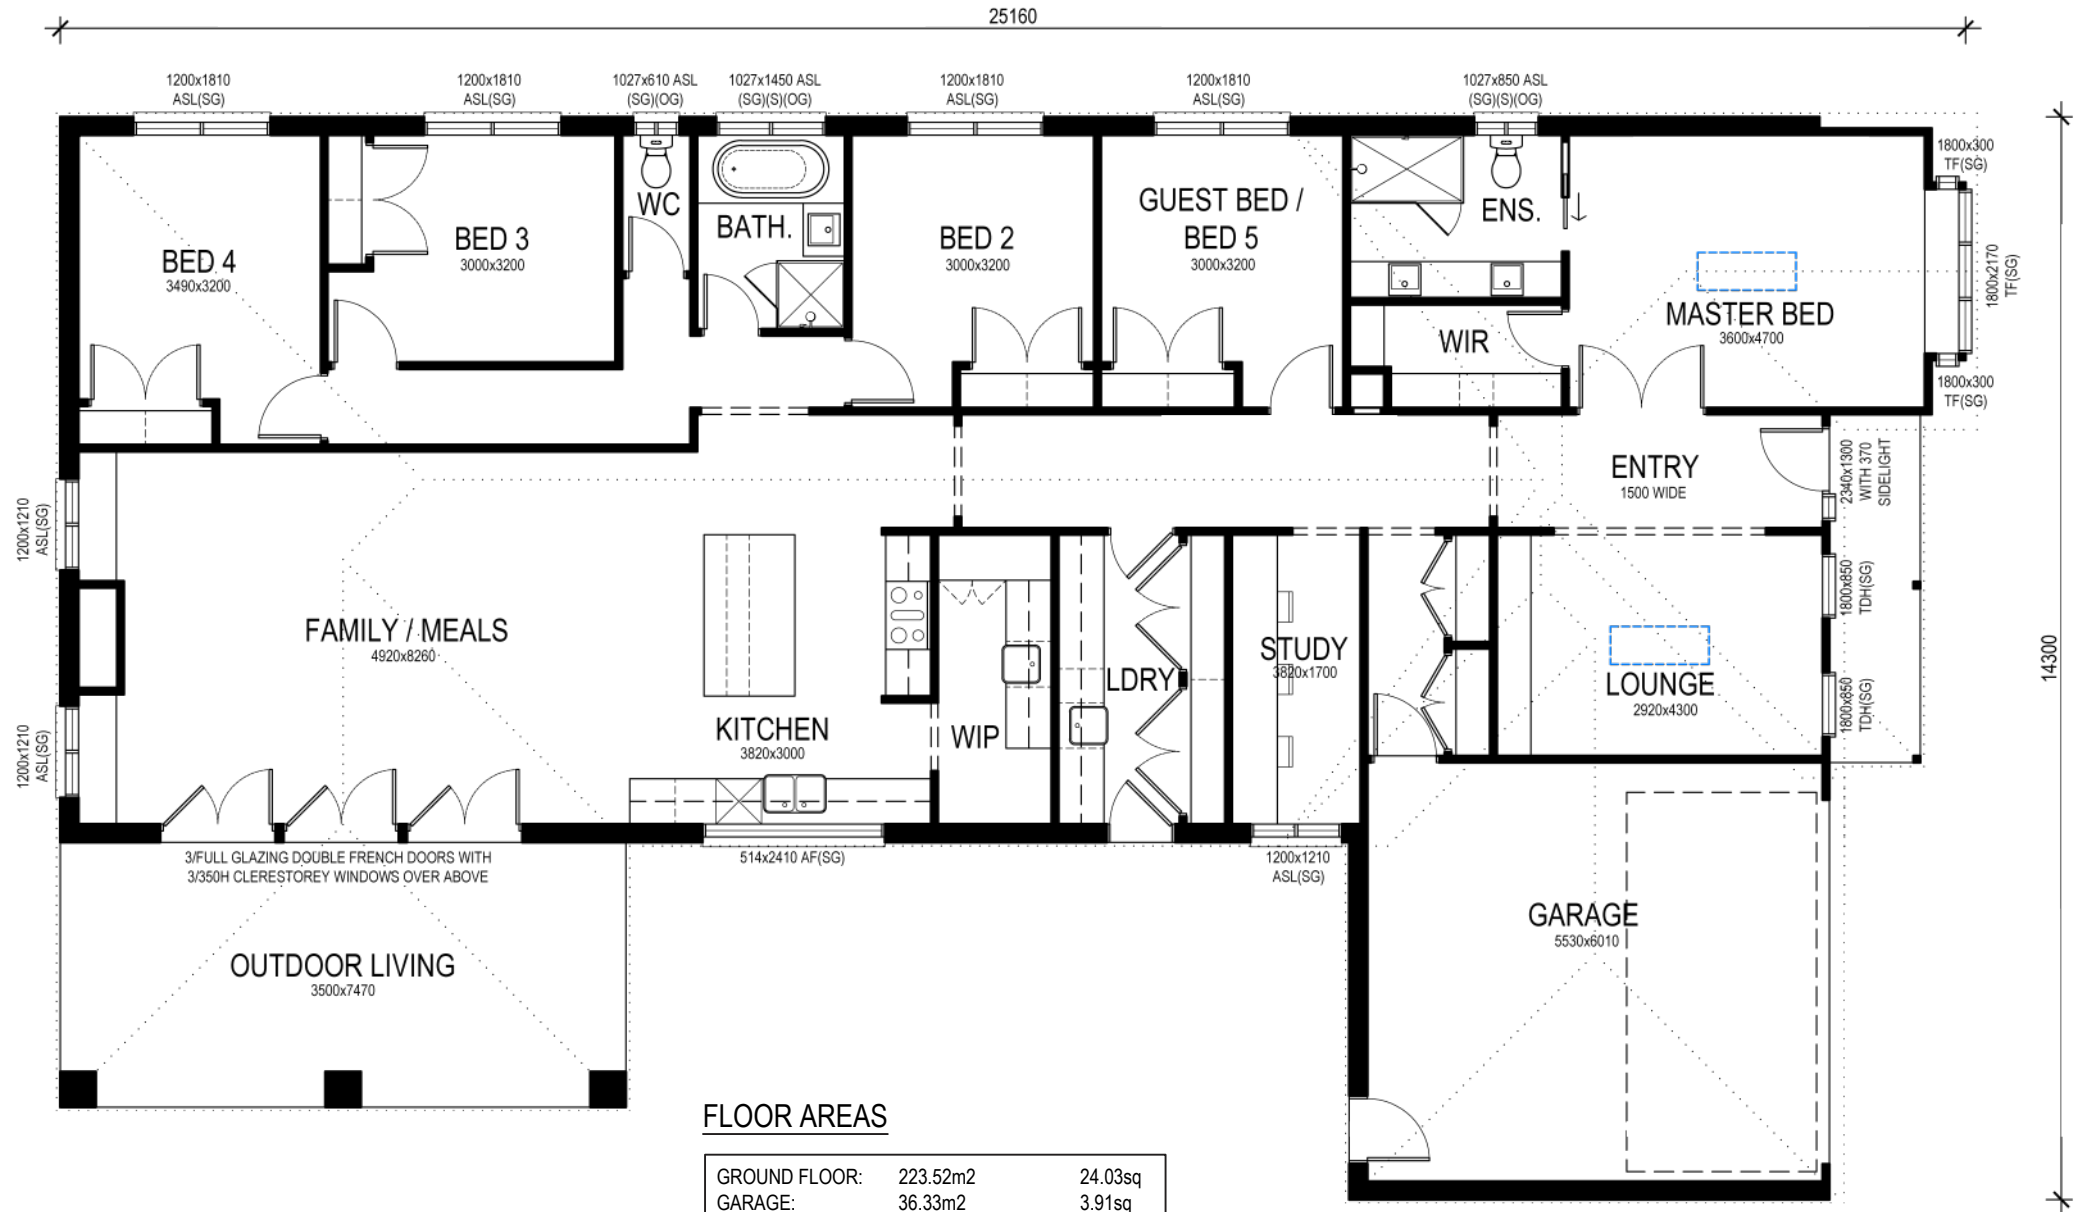 25160
1200x1810
ASL(SG)
1200x1810
ASL(SG)
1027x610 ASL
(SG)(OG)
1027x1450 ASL
(SG)(S)(OG)
1200x1810
ASL(SG)
1200x1810
ASL(SG)
1027x850 ASL
(SG)(S)(OG)
1800x300
TF(SG)
1800x2170
TF(SG)
1800x300
TF(SG)
BED 4
3490x3200
BED 3
3000x3200
WC
BATH.
BED 2
3000x3200
GUEST BED /
BED 5
3000x3200
ENS.
WIR
MASTER BED
3600x4700
ENTRY
1500 WIDE
2340x1300
WITH 370
SIDELIGHT
1200x1210
ASL(SG)
1200x1210
ASL(SG)
FAMILY / MEALS
4920x8260
KITCHEN
3820x3000
WIP
LDRY
STUDY
3820x1700
LOUNGE
2920x4300
1800x850
TDH(SG)
1800x850
TDH(SG)
14300
3/FULL GLAZING DOUBLE FRENCH DOORS WITH
3/350H CLERESTOREY WINDOWS OVER ABOVE
514x2410 AF(SG)
1200x1210
ASL(SG)
GARAGE
5530x6010
OUTDOOR LIVING
3500x7470
FLOOR AREAS
GROUND FLOOR: 223.52m2 24.03sq
GARAGE: 36.33m2 3.91sq